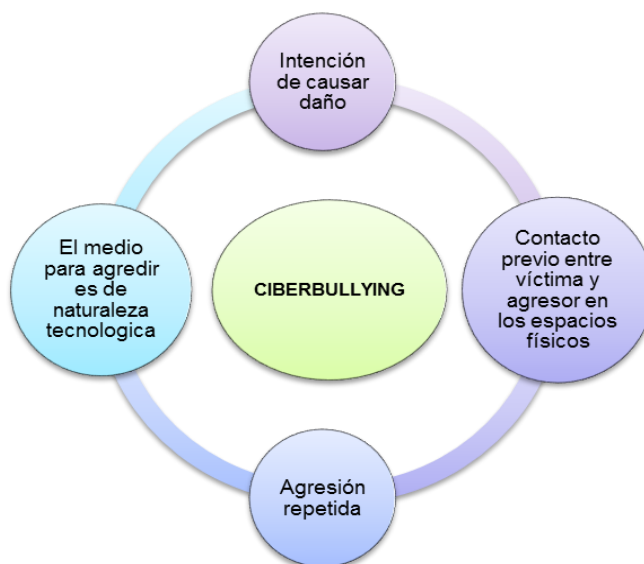 Intención
de causar
daño
El medio
para agredir
es de
naturaleza
tecnologica
CIBERBULLYING
Contacto
previo entre
víctima y
agresor en
los espacios
físicos
Agresión
repetida